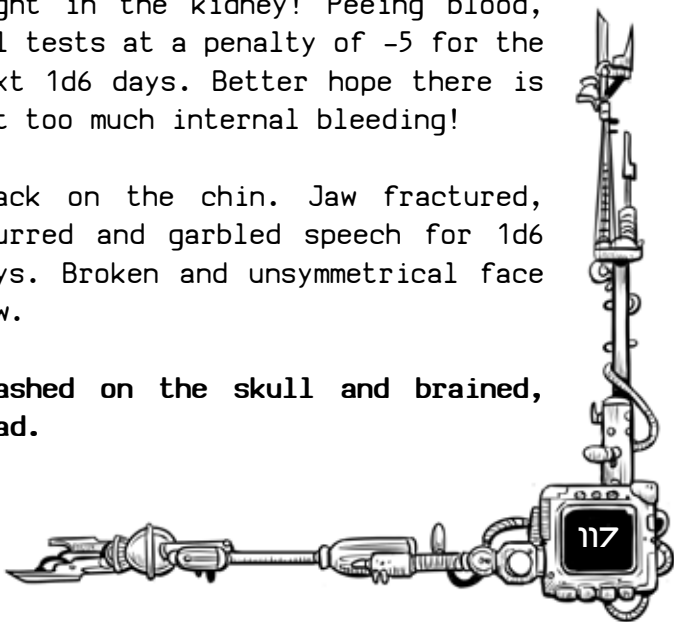 ght in the kidney! Peeing blood,
l tests at a penalty of -5 for the
xt 1d6 days. Better hope there is
t too much internal bleeding!
ack on the chin. Jaw fractured,
urred and garbled speech for 1d6
ys. Broken and unsymmetrical face
w.
ashed on the skull and brained,
ad.
117